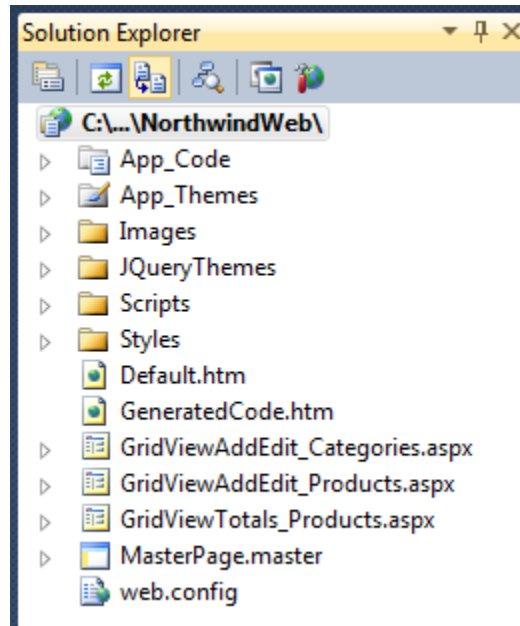 Solution Explorer
C:\...\NorthwindWeb\
App_Code
App_Themes
Images
JQueryThemes
Scripts
Styles
Default.htm
GeneratedCode.htm
GridViewAddEdit_Categories.aspx
GridViewAddEdit_Products.aspx
GridViewTotals_Products.aspx
MasterPage.master
web.config